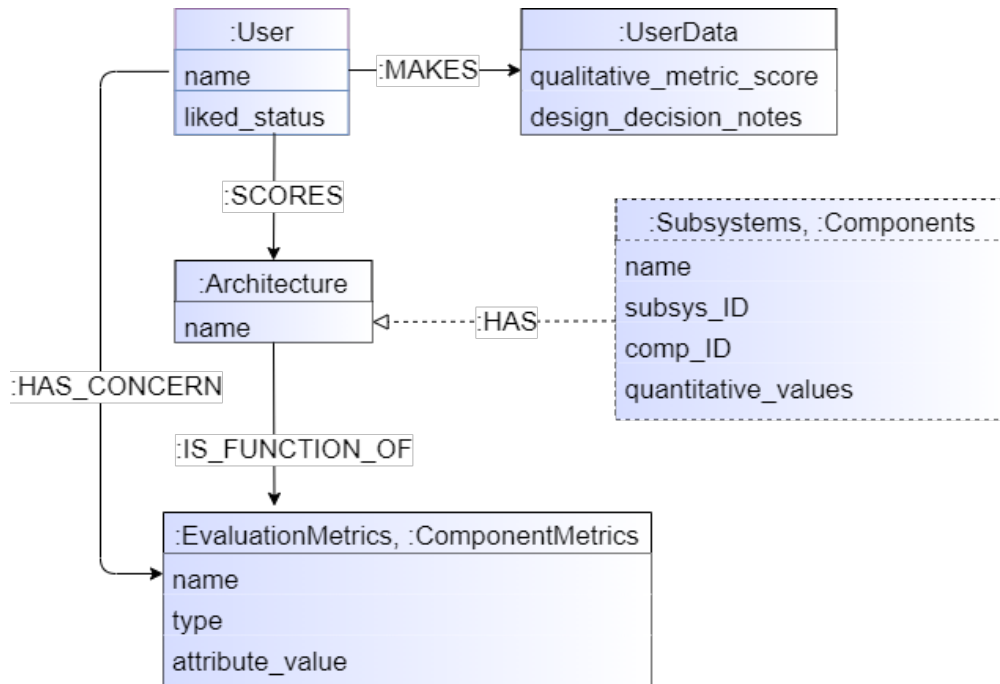 :User
name
liked_status
:MAKES
:UserData
qualitative_metric_score
design_decision_notes
:SCORES
:Subsystems, :Components
name
subsys_ID
comp_ID
quantitative_values
:Architecture
name
:HAS
:HAS_CONCERN
:IS_FUNCTION_OF
:EvaluationMetrics, :ComponentMetrics
name
type
attribute_value